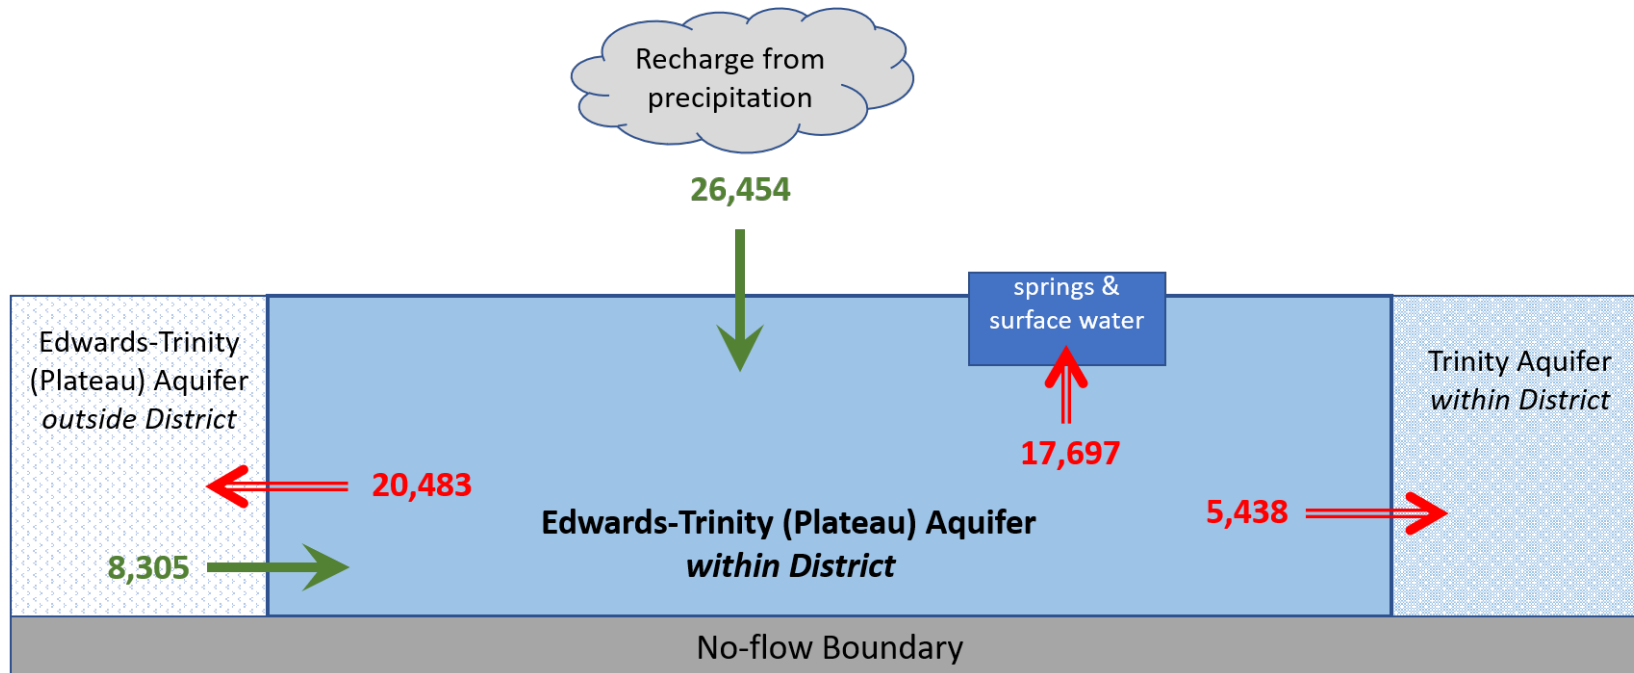 Recharge from
precipitation
26,454
springs &
surface water
Edwards-Trinity
(Plateau) Aquifer
outside District
Trinity Aquifer
within District
17,697
20,483
5,438
Edwards-Trinity (Plateau) Aquifer
within District
8,305
No-flow Boundary